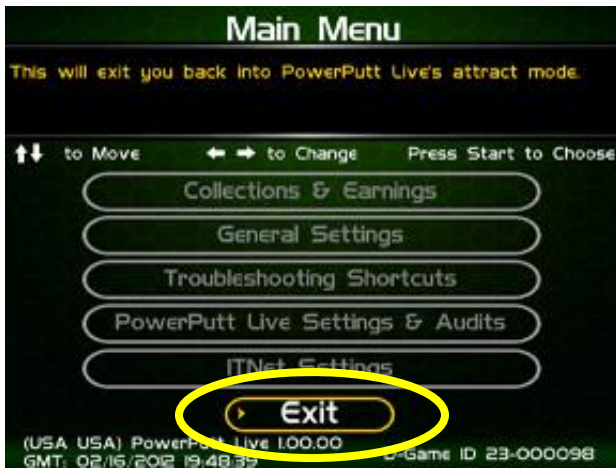 Main Menu
This will exit you back into PowerPutt Live's attract mode.
to Move to Change Press Start to Choose
Collections & Earnings
General Settings
Troubleshooting Shortcuts
PowerPutt Live Settings & Audits
ITNet Settings
Exit
(USA USA) PowerPutt Live 1.00.00
GMT: 02/16/2012 19:48:39 D-Game ID 23-000098